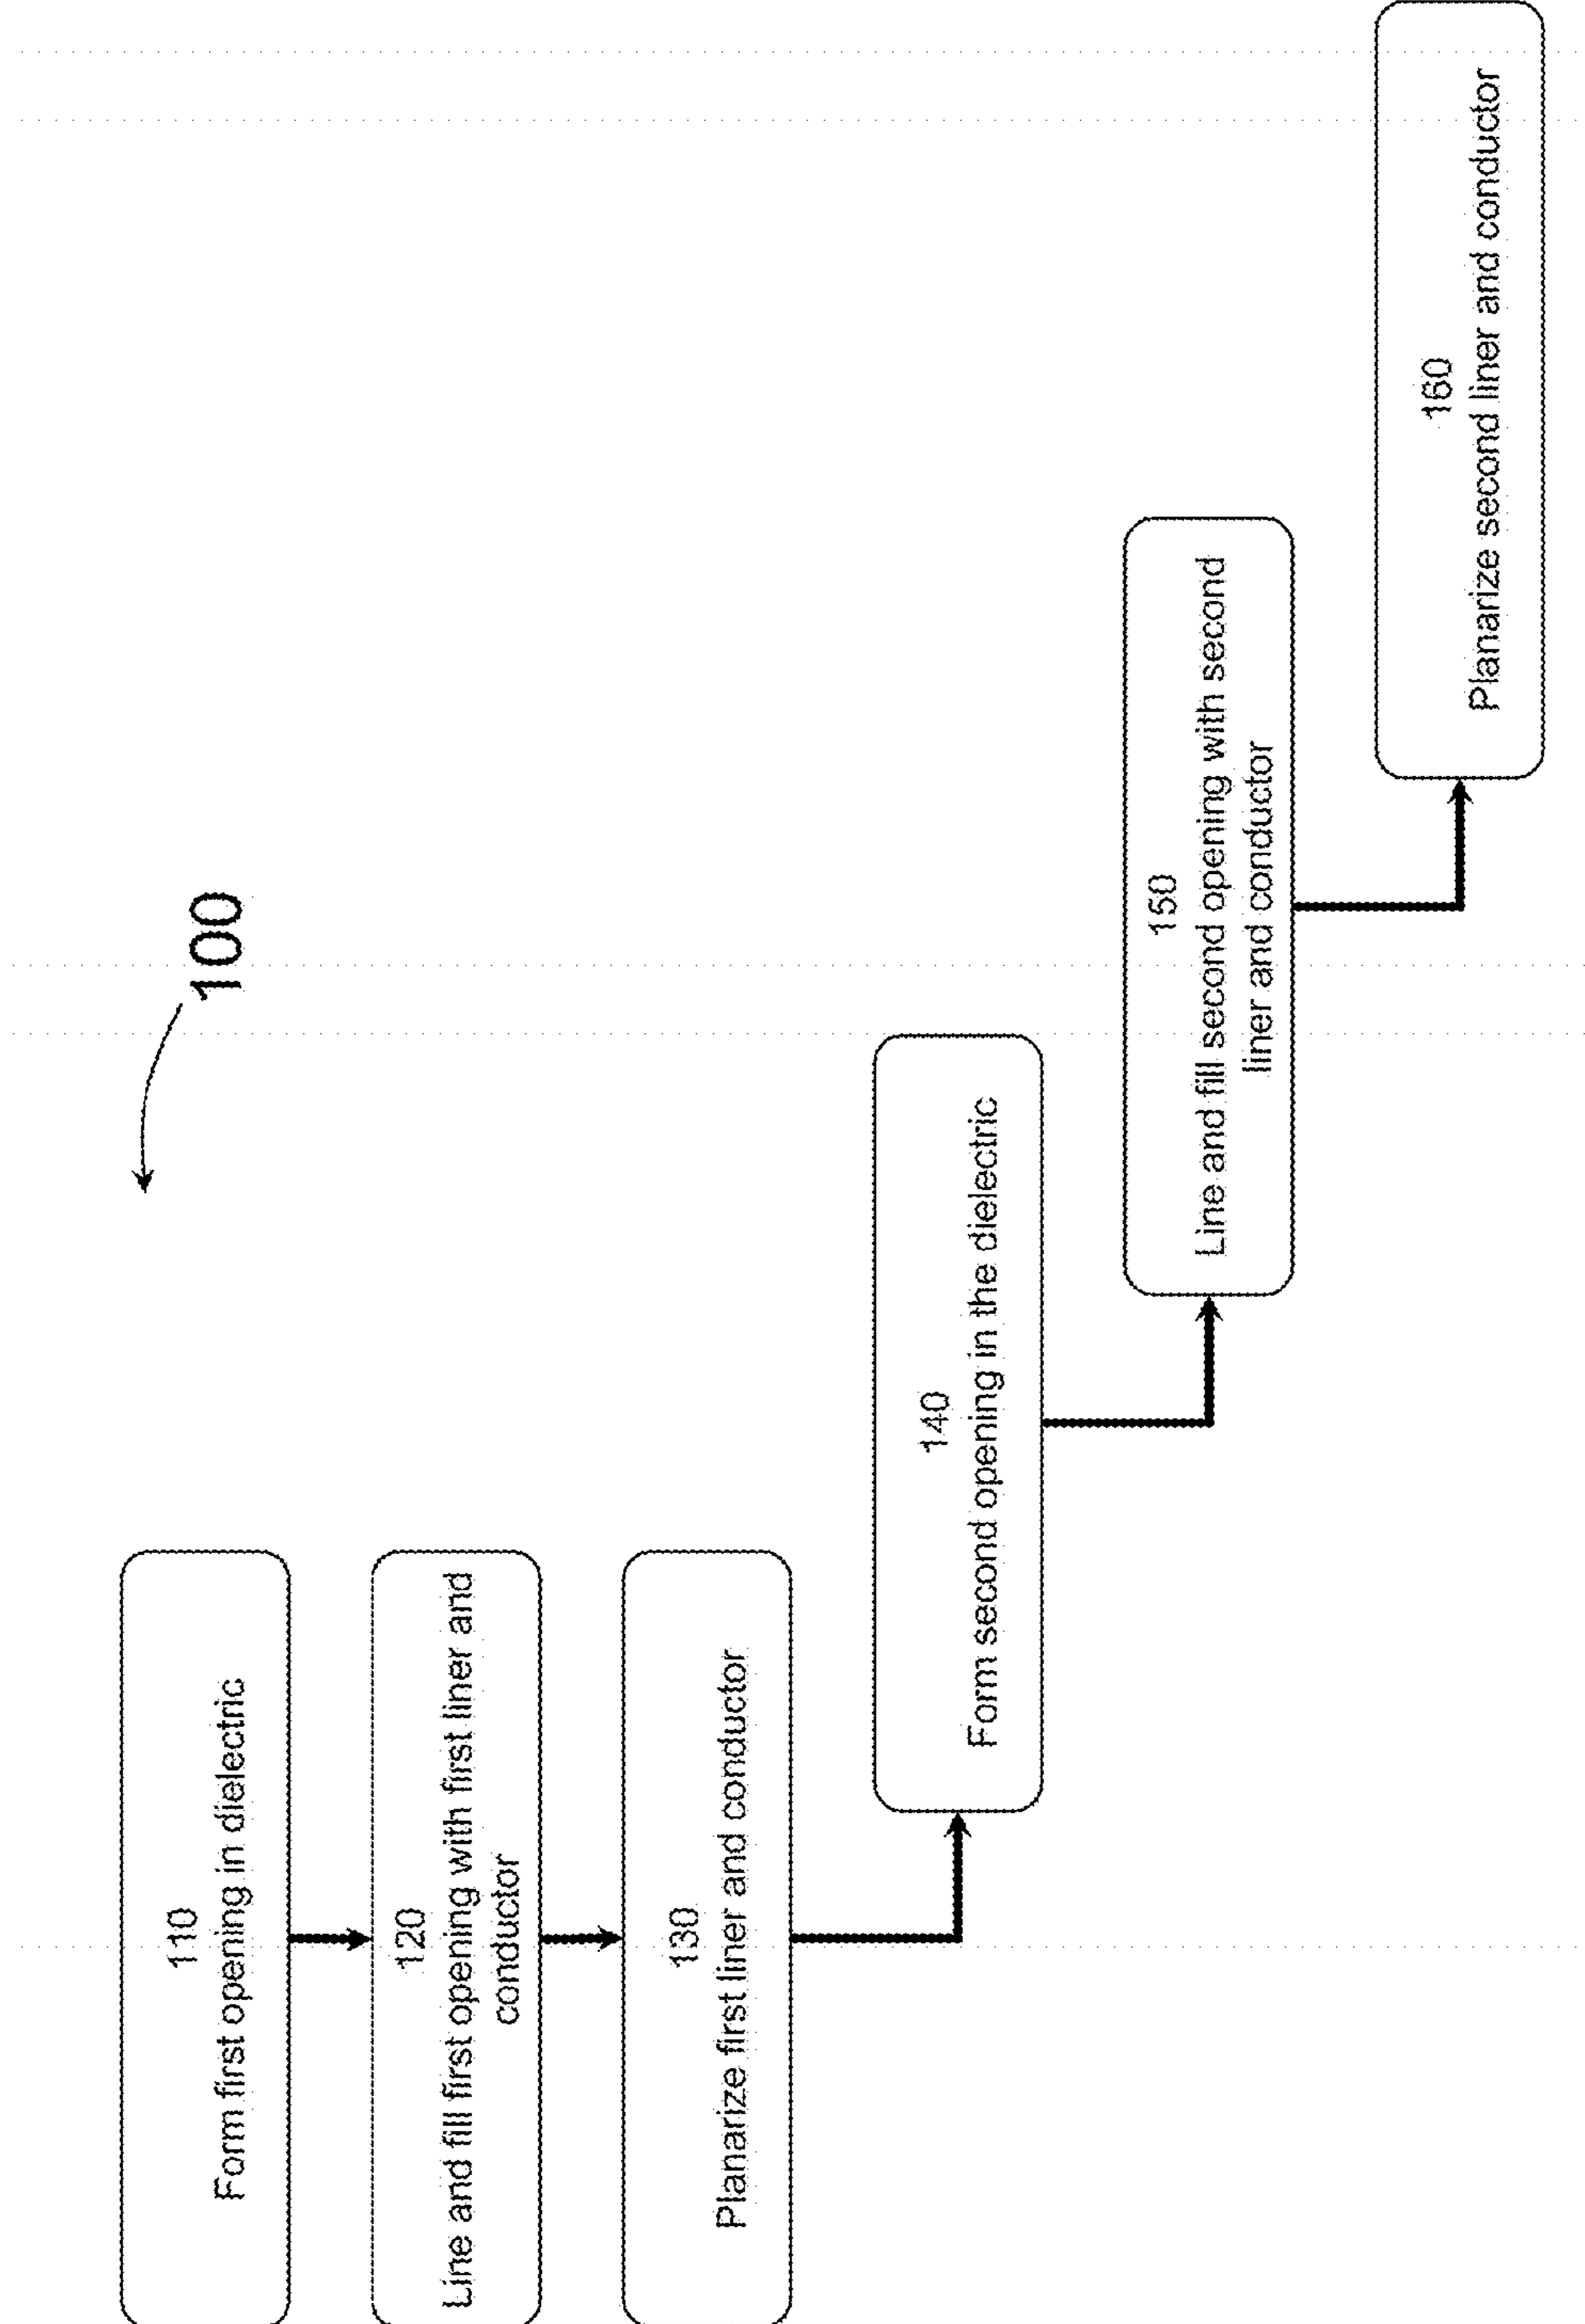 100
110
Form first opening in dielectric
120
Line and fill first opening with first liner and
conductor
130
Planarize first liner and conductor
140
Form second opening in the dielectric
150
Line and fill second opening with second
liner and conductor
160
Planarize second liner and conductor